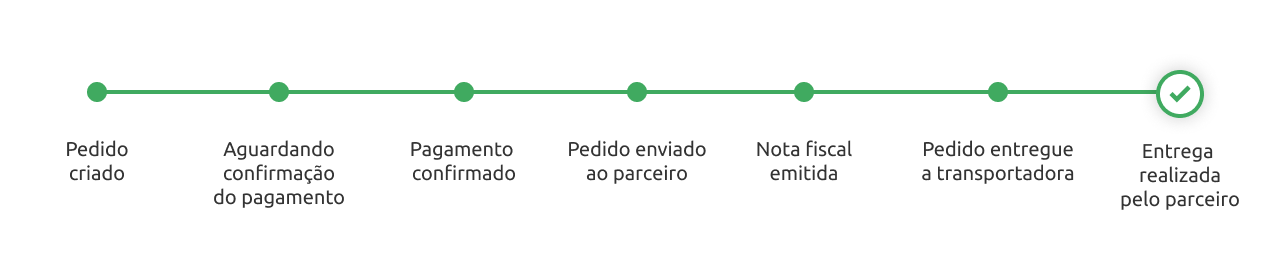 Pedido
criado
Aguardando
confirmação
do pagamento
Pagamento
confirmado
Pedido enviado
ao parceiro
Nota fiscal
emitida
Pedido entregue
a transportadora
Entrega
realizada
pelo parceiro